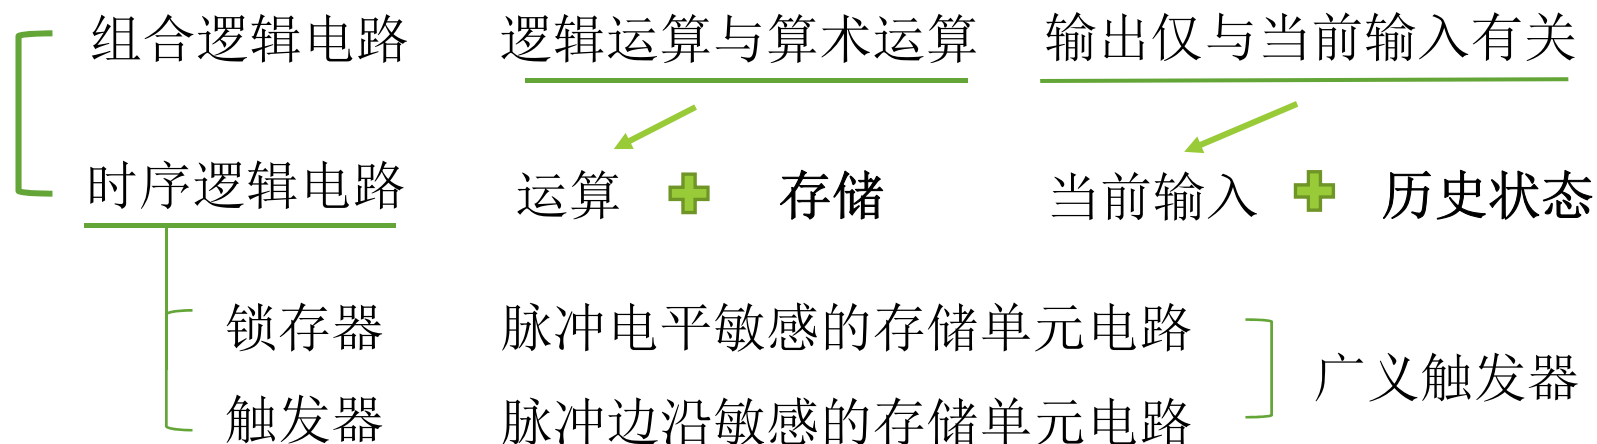 组合逻辑电路 逻辑运算与算术运算 输出仅与当前输入有关
时序逻辑电路 运算 存储 当前输入 历史状态
锁存器 脉冲电平敏感的存储单元电路
广义触发器
触发器 脉冲边沿敏感的存储单元电路